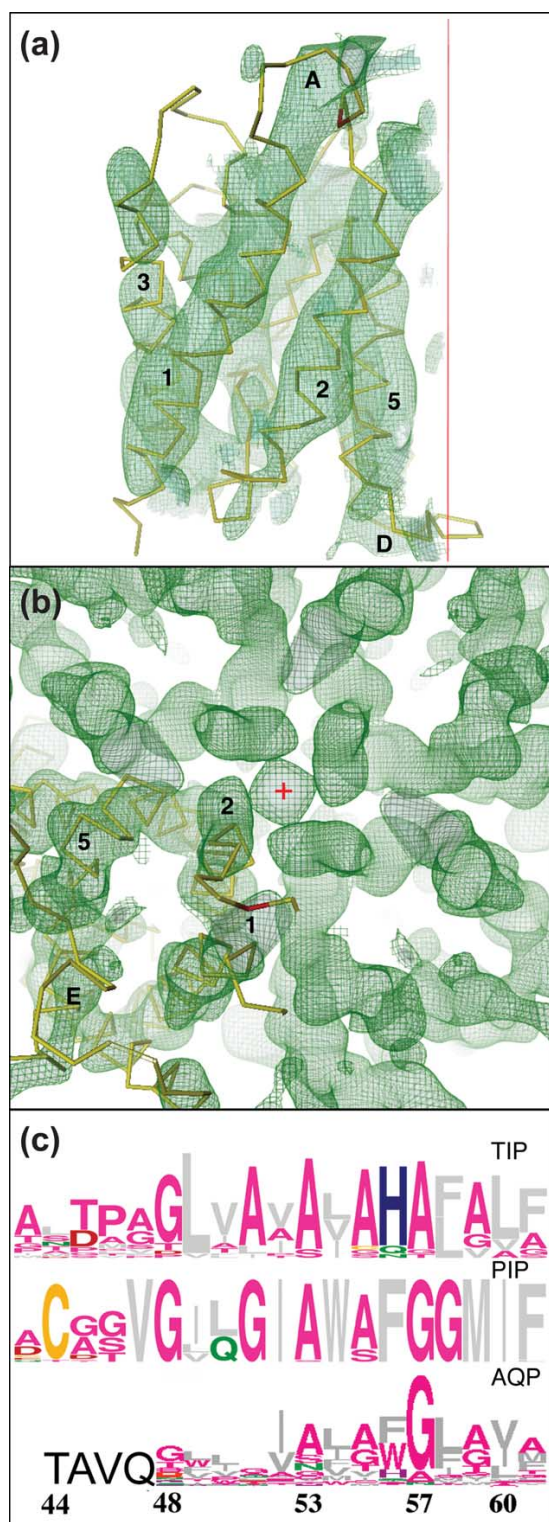 (a)
A
3
1
2
5
D
(b)
2
5
1
E
(c)
TIP
A T P A G L A A A H A F A L F
PIP
C G G V G L G I A W A F G G M I F
AQP
TAVQ
I A L A F G L A Y A
44 48 53 57 60